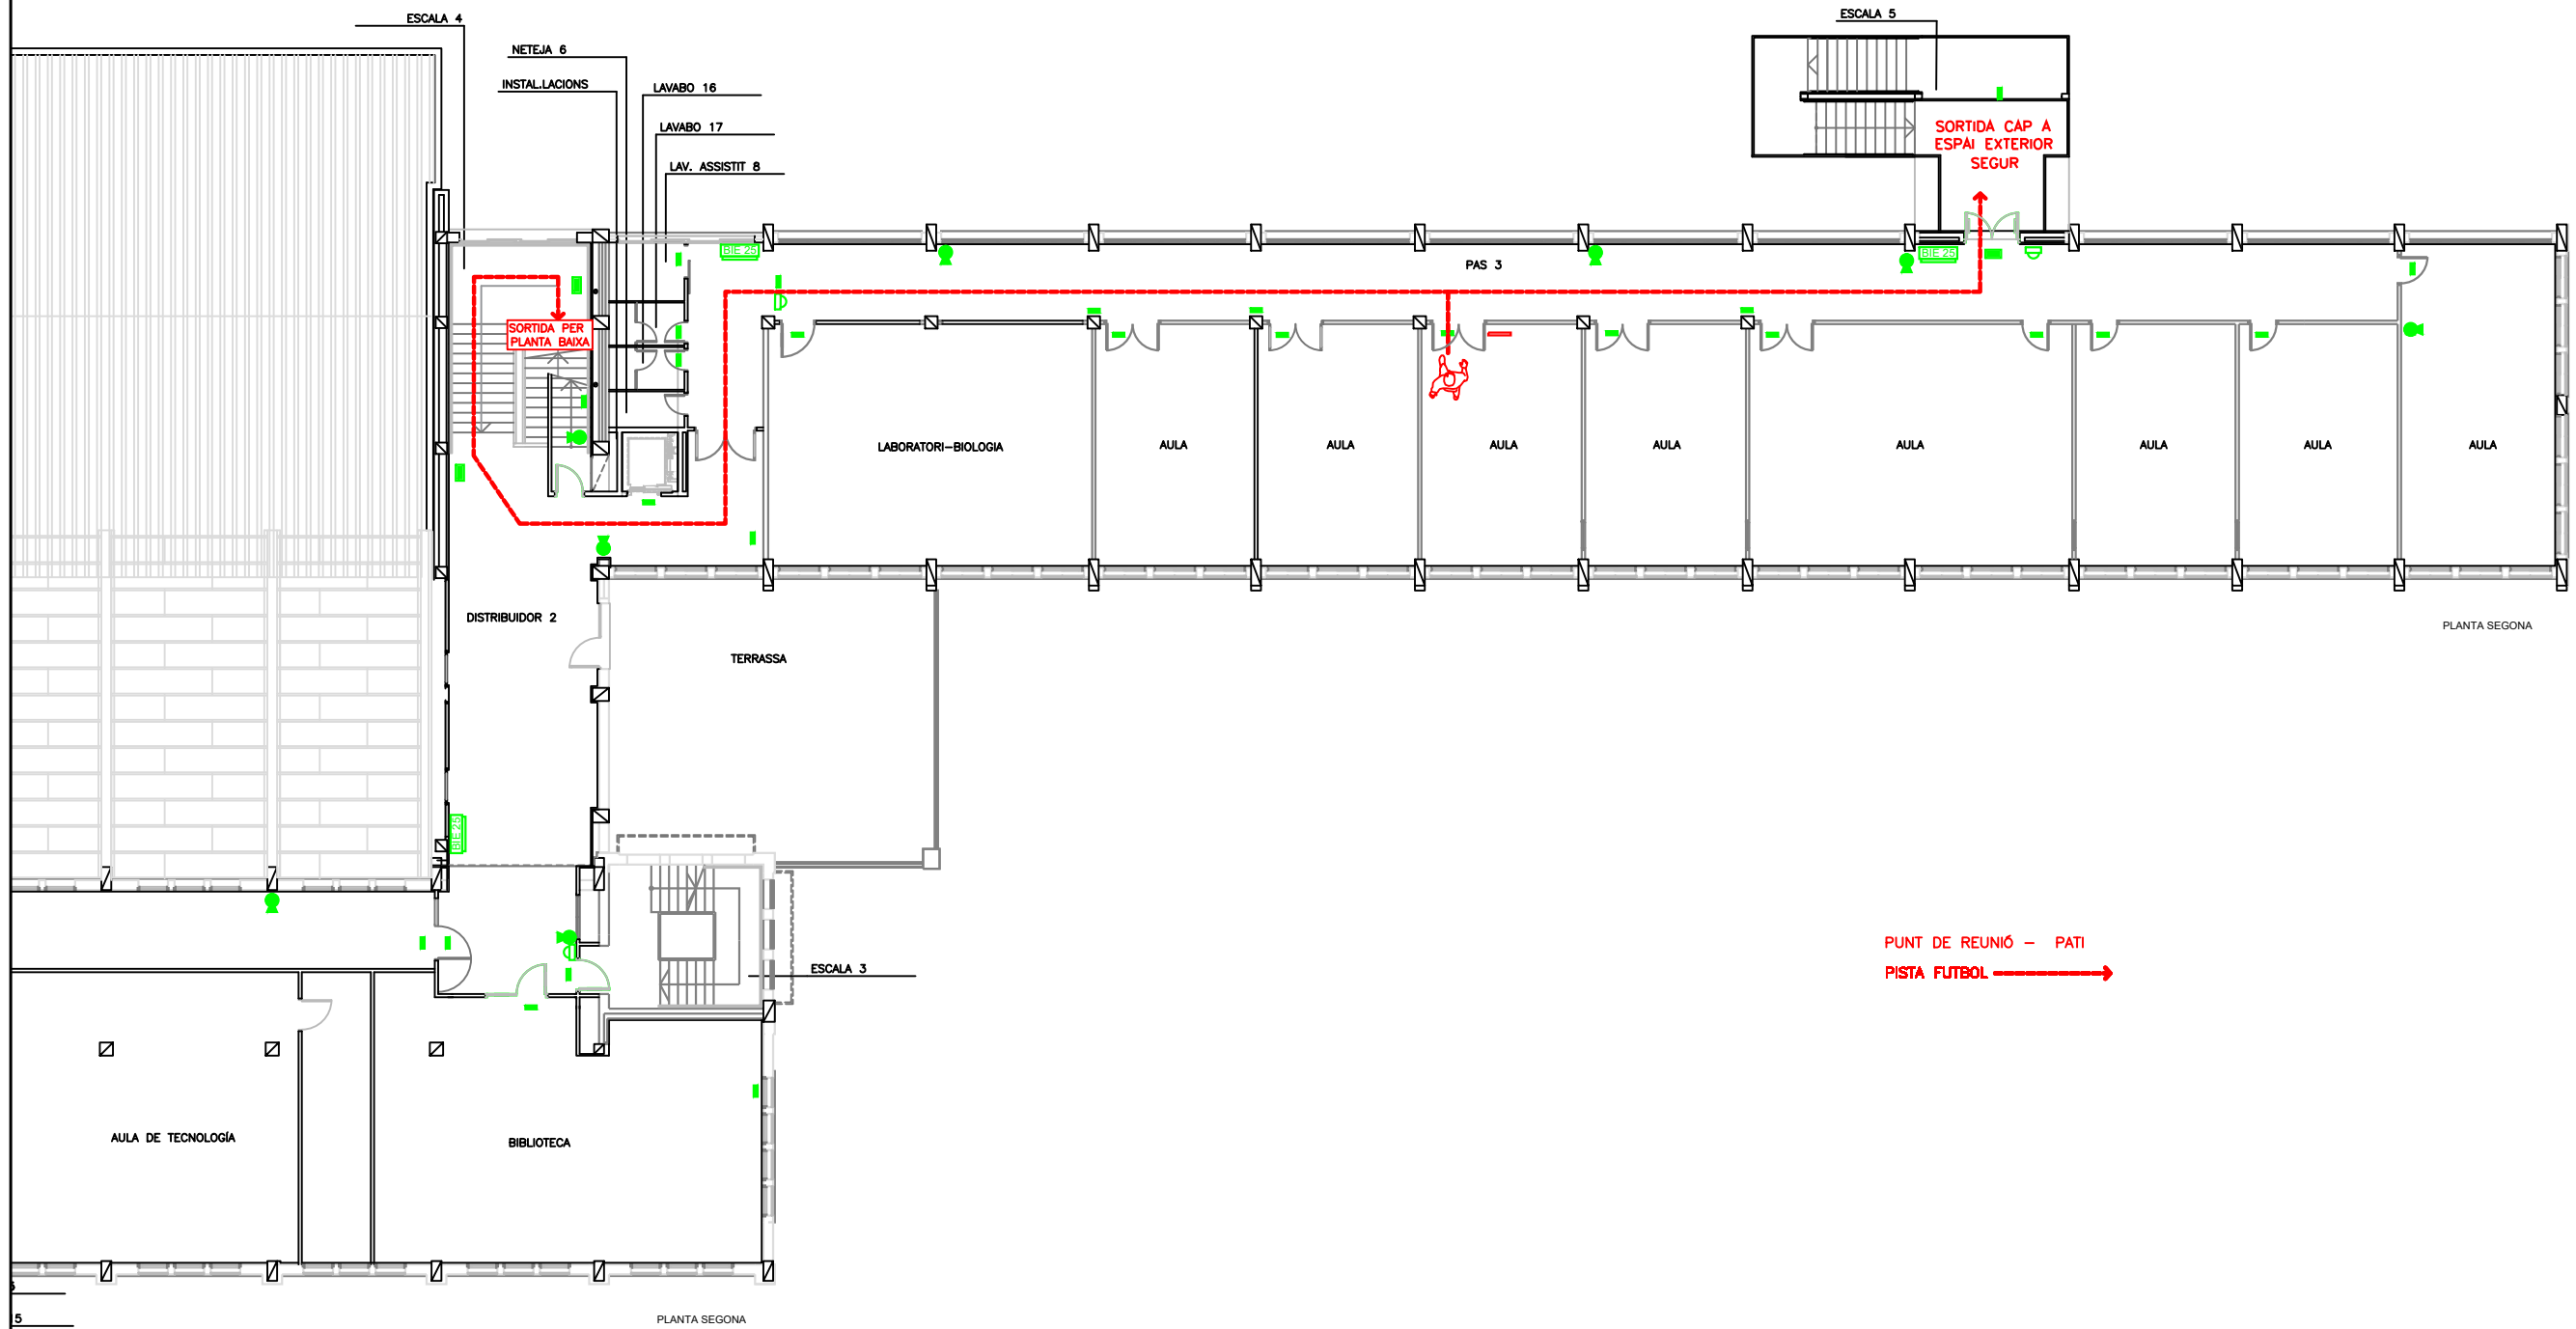 ESCALA 4
ESCALA 5
NETEJA 6
INSTAL.LACIONS
LAVABO 16
LAVABO 17
LAV. ASSISTIT 8
SORTIDA CAP A
ESPAI EXTERIOR
SEGUR
BIE 25
BIE 25
PAS 3
SORTIDA PER
PLANTA BAIXA
LABORATORI-BIOLOGIA
AULA
AULA
AULA
AULA
AULA
AULA
AULA
AULA
DISTRIBUIDOR 2
PLANTA SEGONA
TERRASSA
BIE 25
PUNT DE REUNIÓ - PATI
PISTA FUTBOL
ESCALA 3
AULA DE TECNOLOGÍA
BIBLIOTECA
5
PLANTA SEGONA